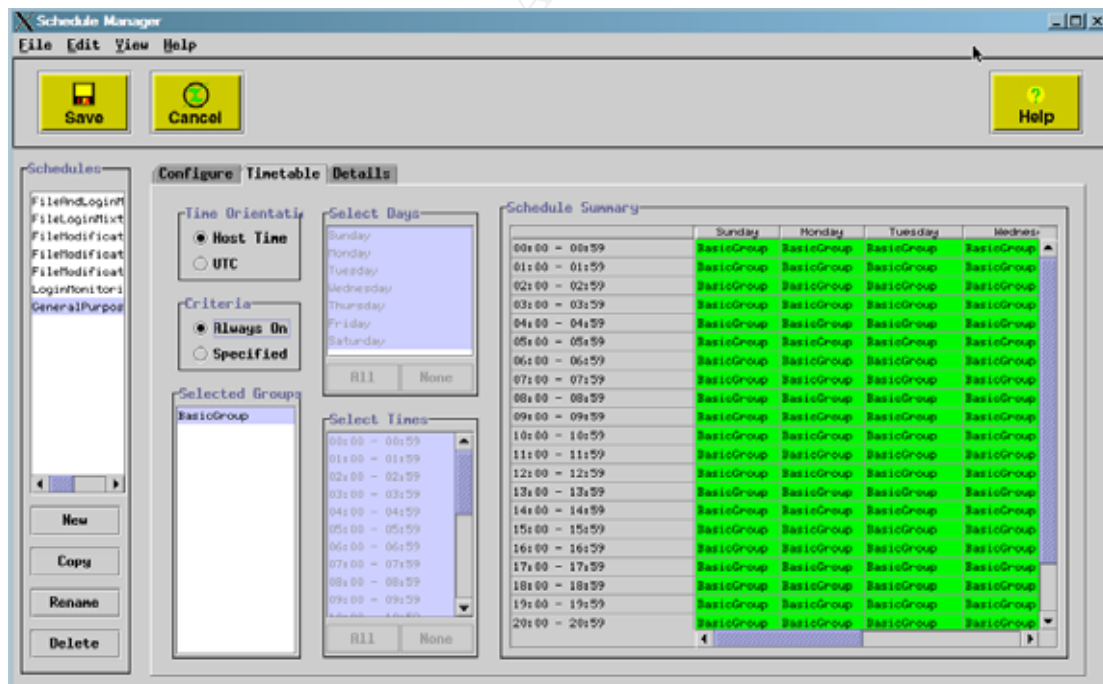 Schedule Manager
File Edit View Help
Save
Cancel
Help
Schedules
FileAndLoginM
FileLoginMixt
FileModificat
FileModificat
FileModificat
LoginMonitori
GeneralPurpos
New
Copy
Rename
Delete
Configure Timetable Details
Time Orientati
Host Time
UTC
Criteria
Always On
Specified
Selected Groups
BasicGroup
Select Days
Sunday
Monday
Tuesday
Wednesday
Thursday
Friday
Saturday
All None
Select Times
00:00 - 00:59
01:00 - 01:59
02:00 - 02:59
03:00 - 03:59
04:00 - 04:59
05:00 - 05:59
06:00 - 06:59
07:00 - 07:59
08:00 - 08:59
09:00 - 09:59
All None
Schedule Summary
Sunday Monday Tuesday Wednes
00:00 - 00:59 BasicGroup BasicGroup BasicGroup BasicGroup
01:00 - 01:59 BasicGroup BasicGroup BasicGroup BasicGroup
02:00 - 02:59 BasicGroup BasicGroup BasicGroup BasicGroup
03:00 - 03:59 BasicGroup BasicGroup BasicGroup BasicGroup
04:00 - 04:59 BasicGroup BasicGroup BasicGroup BasicGroup
05:00 - 05:59 BasicGroup BasicGroup BasicGroup BasicGroup
06:00 - 06:59 BasicGroup BasicGroup BasicGroup BasicGroup
07:00 - 07:59 BasicGroup BasicGroup BasicGroup BasicGroup
08:00 - 08:59 BasicGroup BasicGroup BasicGroup BasicGroup
09:00 - 09:59 BasicGroup BasicGroup BasicGroup BasicGroup
10:00 - 10:59 BasicGroup BasicGroup BasicGroup BasicGroup
11:00 - 11:59 BasicGroup BasicGroup BasicGroup BasicGroup
12:00 - 12:59 BasicGroup BasicGroup BasicGroup BasicGroup
13:00 - 13:59 BasicGroup BasicGroup BasicGroup BasicGroup
14:00 - 14:59 BasicGroup BasicGroup BasicGroup BasicGroup
15:00 - 15:59 BasicGroup BasicGroup BasicGroup BasicGroup
16:00 - 16:59 BasicGroup BasicGroup BasicGroup BasicGroup
17:00 - 17:59 BasicGroup BasicGroup BasicGroup BasicGroup
18:00 - 18:59 BasicGroup BasicGroup BasicGroup BasicGroup
19:00 - 19:59 BasicGroup BasicGroup BasicGroup BasicGroup
20:00 - 20:59 BasicGroup BasicGroup BasicGroup BasicGroup